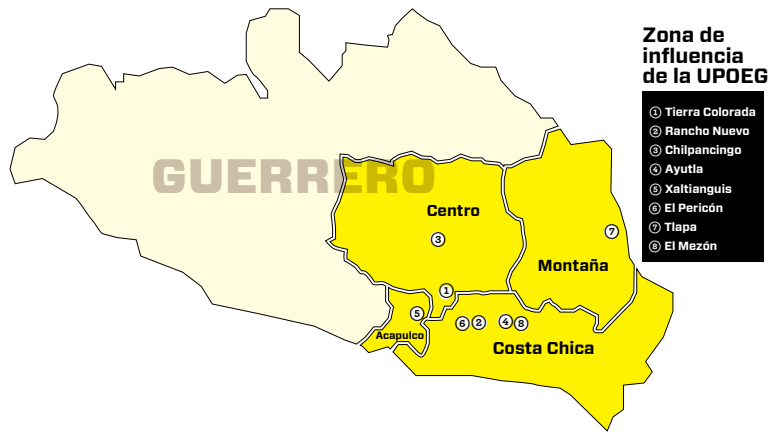 Zona de
influencia
de la UPOEG
① Tierra Colorada
② Rancho Nuevo
③ Chilpancingo
④ Ayutla
⑤ Xaltianguis
⑥ El Pericón
⑦ Tlapa
⑧ El Mezón
GUERRERO
Centro
③
⑦
Montaña
①
⑤
⑥ ② ④ ⑧
Acapulco
Costa Chica